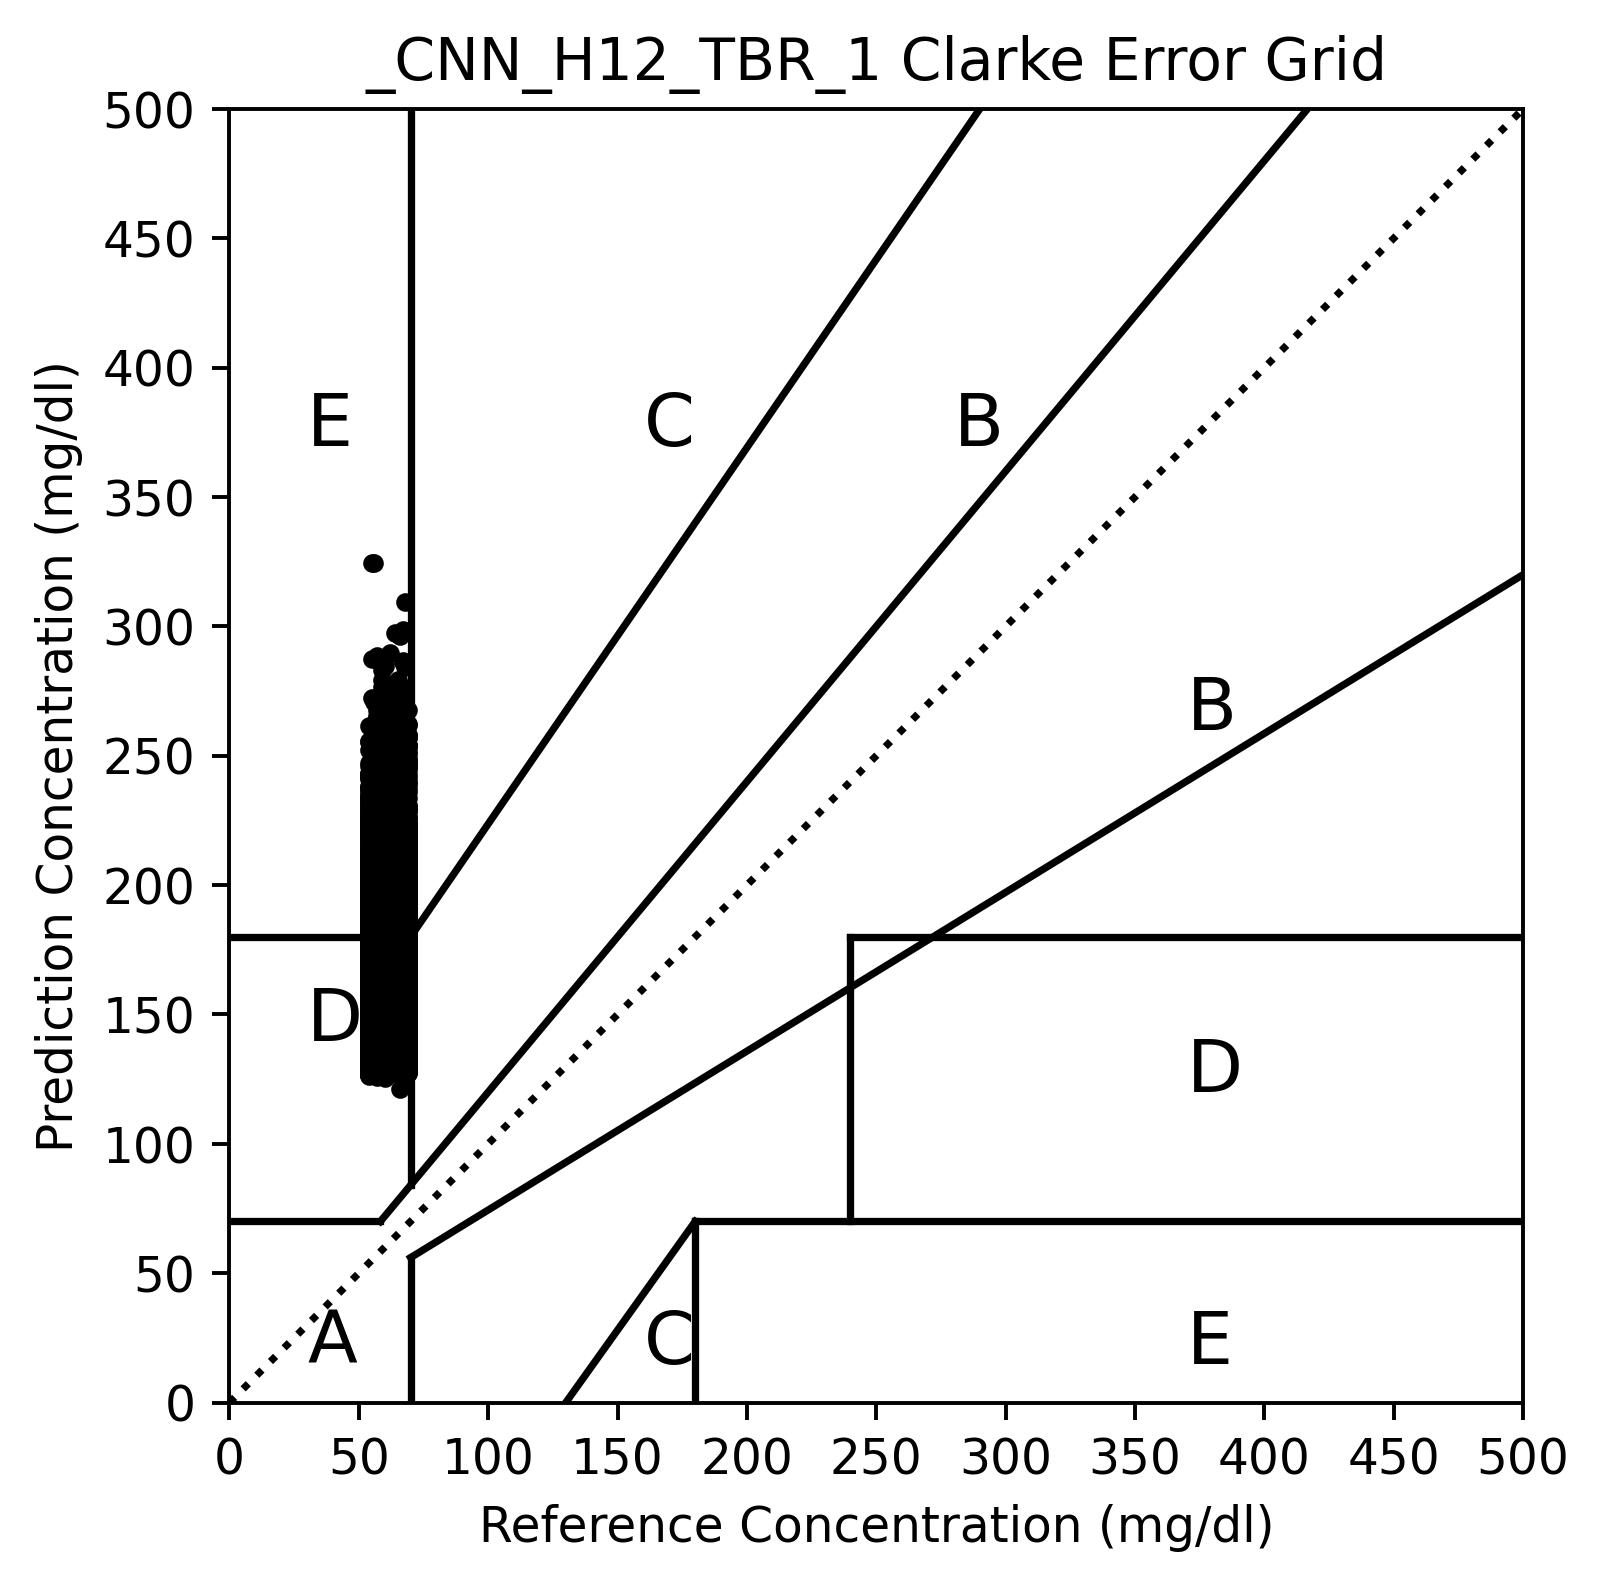 _CNN_H12_TBR_1 Clarke Error Grid
Prediction Concentration (mg/dl)
500
450
400
350
300
250
200
150
100
50
0
E
C
B
B
D
D
A
C
E
0 50 100 150 200 250 300 350 400 450 500
Reference Concentration (mg/dl)